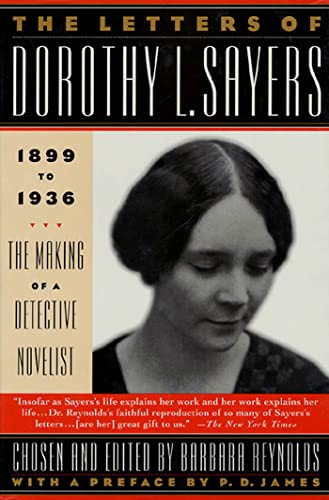 THE LETTERS OF
DOROTHY L. SAYERS
1899
TO
1936
THE MAKING
OF A
DETECTIVE
NOVELIST
"Insofar as Sayers's life explains her work and her work explains her
life...Dr. Reynolds's faithful reproduction of so many of Sayers's
letters...[are her] great gift to us." —The New York Times
CHOSEN AND EDITED BY BARBARA REYNOLDS
WITH A PREFACE BY P. D. JAMES